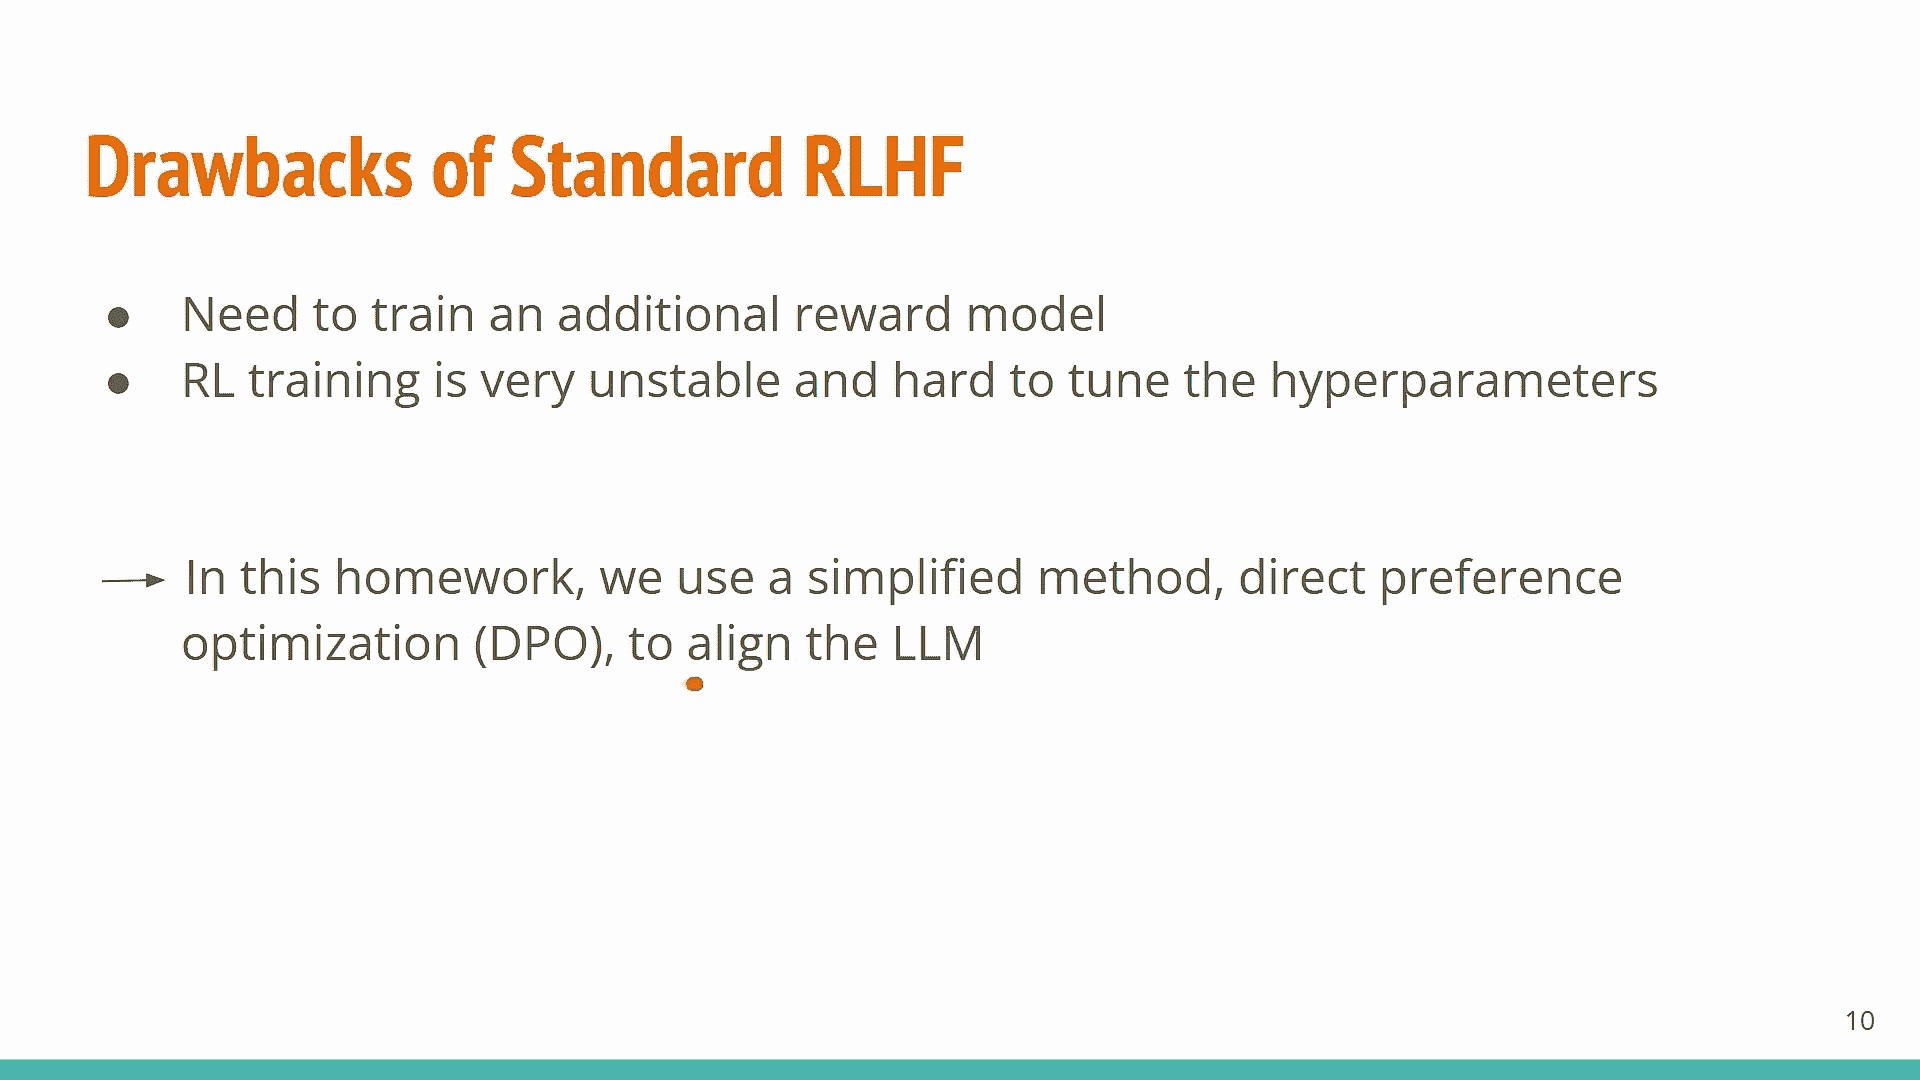 Drawbacks of Standard RLHF
● Need to train an additional reward model
● RL training is very unstable and hard to tune the hyperparameters
→ In this homework, we use a simplified method, direct preference
optimization (DPO), to align the LLM
10